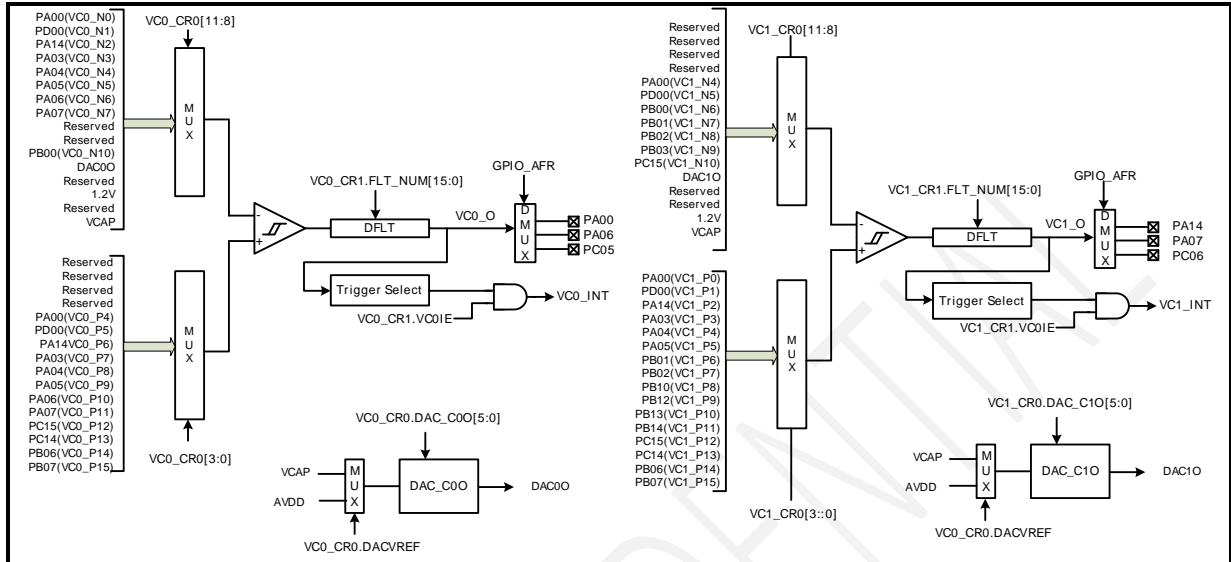 PA00(VC0_N0)
PD00(VC0_N1)
PA14(VC0_N2)
PA03(VC0_N3)
PA04(VC0_N4)
PA05(VC0_N5)
PA06(VC0_N6)
PA07(VC0_N7)
Reserved
Reserved
PB00(VC0_N10)
DAC0O
Reserved
1.2V
Reserved
VCAP
VC0_CR0[11:8]
M
U
X
Reserved
Reserved
Reserved
Reserved
PA00(VC0_P4)
PD00(VC0_P5)
PA14VC0_P6)
PA03(VC0_P7)
PA04(VC0_P8)
PA05(VC0_P9)
PA06(VC0_P10)
PA07(VC0_P11)
PC15(VC0_P12)
PC14(VC0_P13)
PB06(VC0_P14)
PB07(VC0_P15)
M
U
X
VC0_CR0[3:0]
-
+
VC0_CR1.FLT_NUM[15:0]
DFLT
VC0_O
GPIO_AFR
D
M
U
X
PA00
PA06
PC05
Trigger Select
VC0_CR1.VC0IE
VC0_INT
VC0_CR0.DAC_C0O[5:0]
VCAP
AVDD
M
U
X
DAC_C0O
DAC0O
VC0_CR0.DACVREF
Reserved
Reserved
Reserved
Reserved
PA00(VC1_N4)
PD00(VC1_N5)
PB00(VC1_N6)
PB01(VC1_N7)
PB02(VC1_N8)
PB03(VC1_N9)
PC15(VC1_N10)
DAC1O
Reserved
Reserved
1.2V
VCAP
VC1_CR0[11:8]
M
U
X
PA00(VC1_P0)
PD00(VC1_P1)
PA14(VC1_P2)
PA03(VC1_P3)
PA04(VC1_P4)
PA05(VC1_P5)
PB01(VC1_P6)
PB02(VC1_P7)
PB10(VC1_P8)
PB12(VC1_P9)
PB13(VC1_P10)
PB14(VC1_P11)
PC15(VC1_P12)
PC14(VC1_P13)
PB06(VC1_P14)
PB07(VC1_P15)
M
U
X
VC1_CR0[3::0]
-
+
VC1_CR1.FLT_NUM[15:0]
DFLT
VC1_O
GPIO_AFR
D
M
U
X
PA14
PA07
PC06
Trigger Select
VC1_CR1.VC0IE
VC1_INT
VC1_CR0.DAC_C1O[5:0]
VCAP
AVDD
M
U
X
DAC_C1O
DAC1O
VC0_CR0.DACVREF